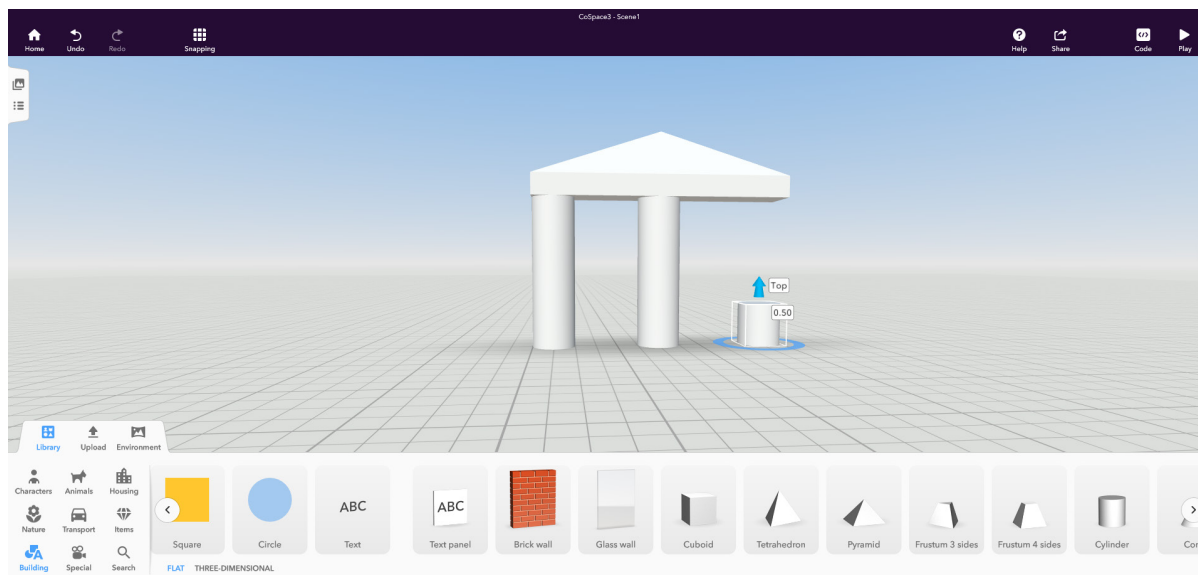 CoSpace3 - Scene1
Home
Undo
Redo
Snapping
Help
Share
Code
Play
Top
0.50
Library
Upload
Environment
Characters
Animals
Housing
Nature
Transport
Items
Building
Special
Search
ABC
ABC
Square
Circle
Text
Text panel
Brick wall
Glass wall
Cuboid
Tetrahedron
Pyramid
Frustum 3 sides
Frustum 4 sides
Cylinder
FLAT
THREE-DIMENSIONAL